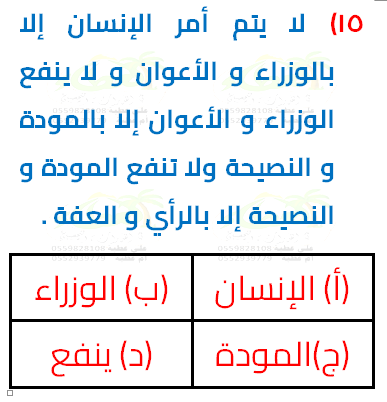 ١٥) لا يتم أمر الإنسان إلا
بالوزراء و الأعوان و لا ينفع
الوزراء و الأعوان إلا بالمودة
و النصيحة ولا تنفع المودة و
النصيحة إلا بالرأي و العفة .
(أ) الإنسان (ب) الوزراء
(ج)المودة (د) ينفع